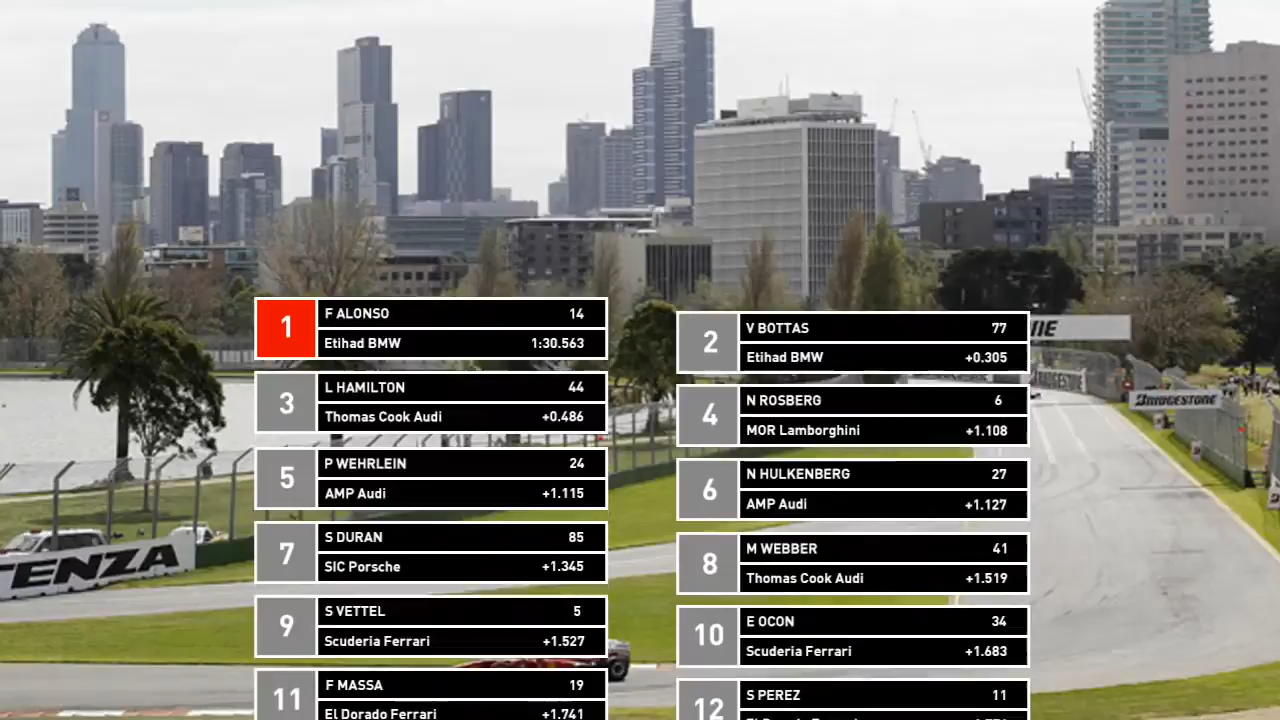 1
F ALONSO 14
Etihad BMW 1:30.563
2
V BOTTAS 77
Etihad BMW +0.305
3
L HAMILTON 44
Thomas Cook Audi +0.486
4
N ROSBERG 6
MOR Lamborghini +1.108
5
P WEHRLEIN 24
AMP Audi +1.115
6
N HULKENBERG 27
AMP Audi +1.127
7
S DURAN 85
SIC Porsche +1.345
8
M WEBBER 41
Thomas Cook Audi +1.519
9
S VETTEL 5
Scuderia Ferrari +1.527
10
E OCON 34
Scuderia Ferrari +1.683
11
F MASSA 19
El Dorado Ferrari +1.741
12
S PEREZ 11
BRIDGESTONE
TENZA